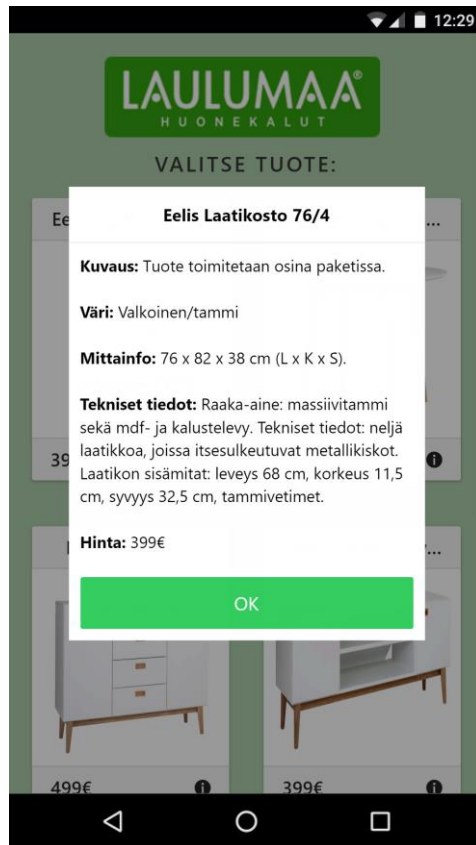 12:29
LAULUMAA®
HUONEKALUT
VALITSE TUOTE:
Ee
...
Eelis Laatikosto 76/4
Kuvaus: Tuote toimitetaan osina paketissa.
Väri: Valkoinen/tammi
Mittainfo: 76 x 82 x 38 cm (L x K x S).
Tekniset tiedot: Raaka-aine: massiivitammi
sekä mdf- ja kalustelevy. Tekniset tiedot: neljä
laatikkoa, joissa itsesulkeutuvat metallikiskot.
Laatikon sisämitat: leveys 68 cm, korkeus 11,5
cm, syvyys 32,5 cm, tammivetimet.
39
Hinta: 399€
OK
499€
399€